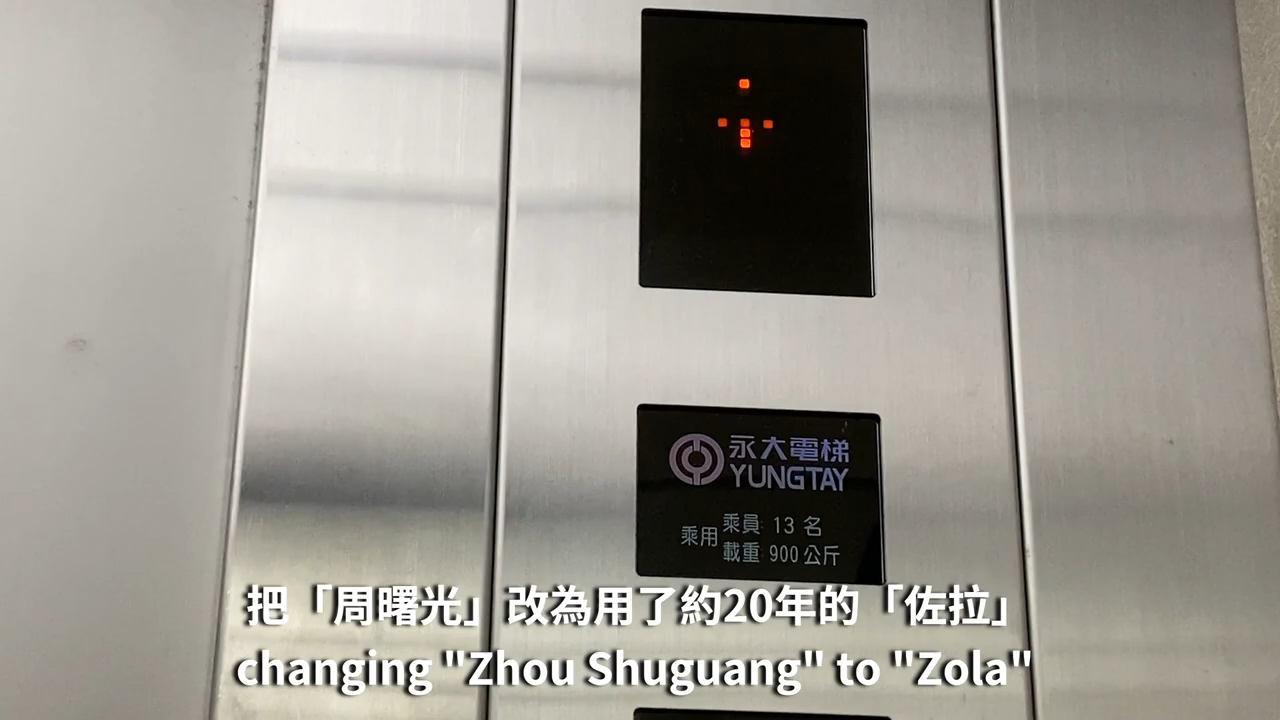 永大電梯
YUNGTAY
乘用
乘員 13 名
載重 900 公斤
把「周曙光」改為用了約20年的「佐拉」
changing "Zhou Shuguang" to "Zola"